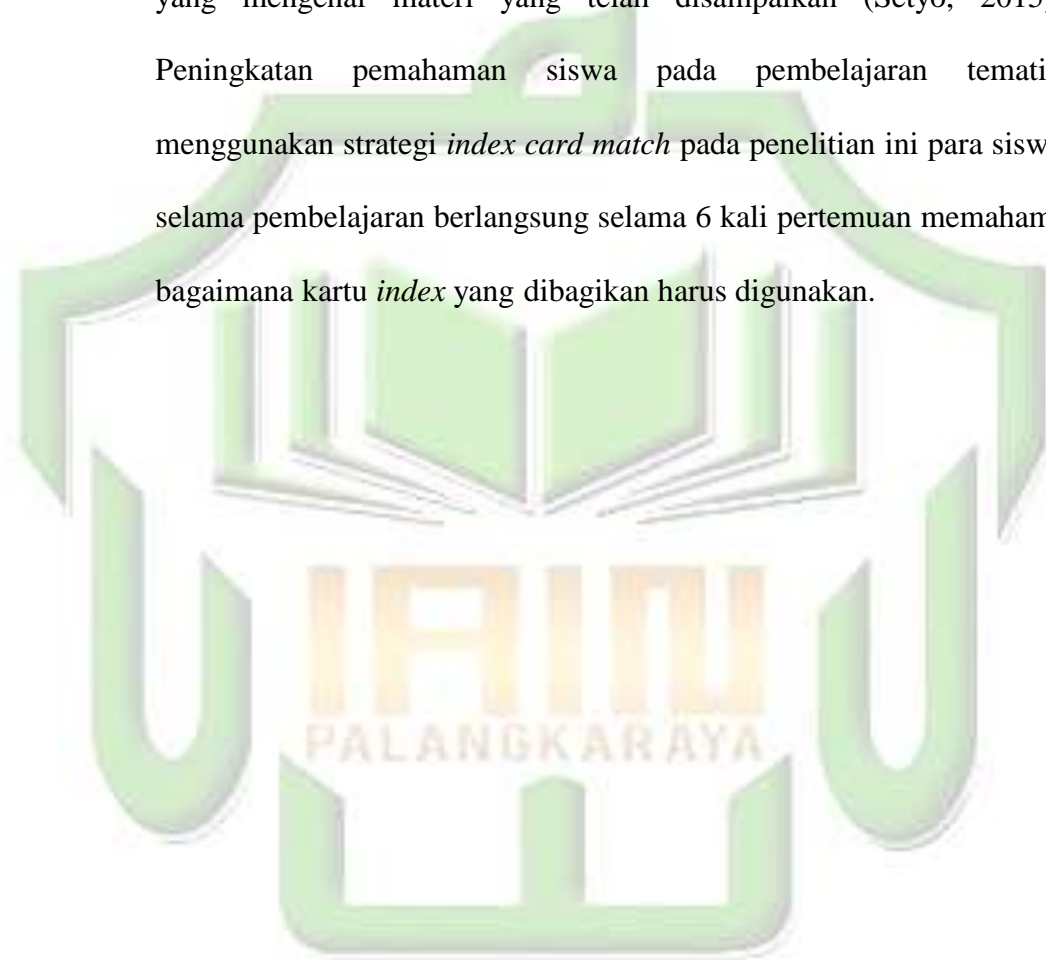 yang mengenai materi yang telah disampaikan (Setyo, 2015
Peningkatan pemahaman siswa pada pembelajaran temati
menggunakan strategi index card match pada penelitian ini para sisw
selama pembelajaran berlangsung selama 6 kali pertemuan memaham
bagaimana kartu index yang dibagikan harus digunakan.
IAIN
PALANGKARAYA